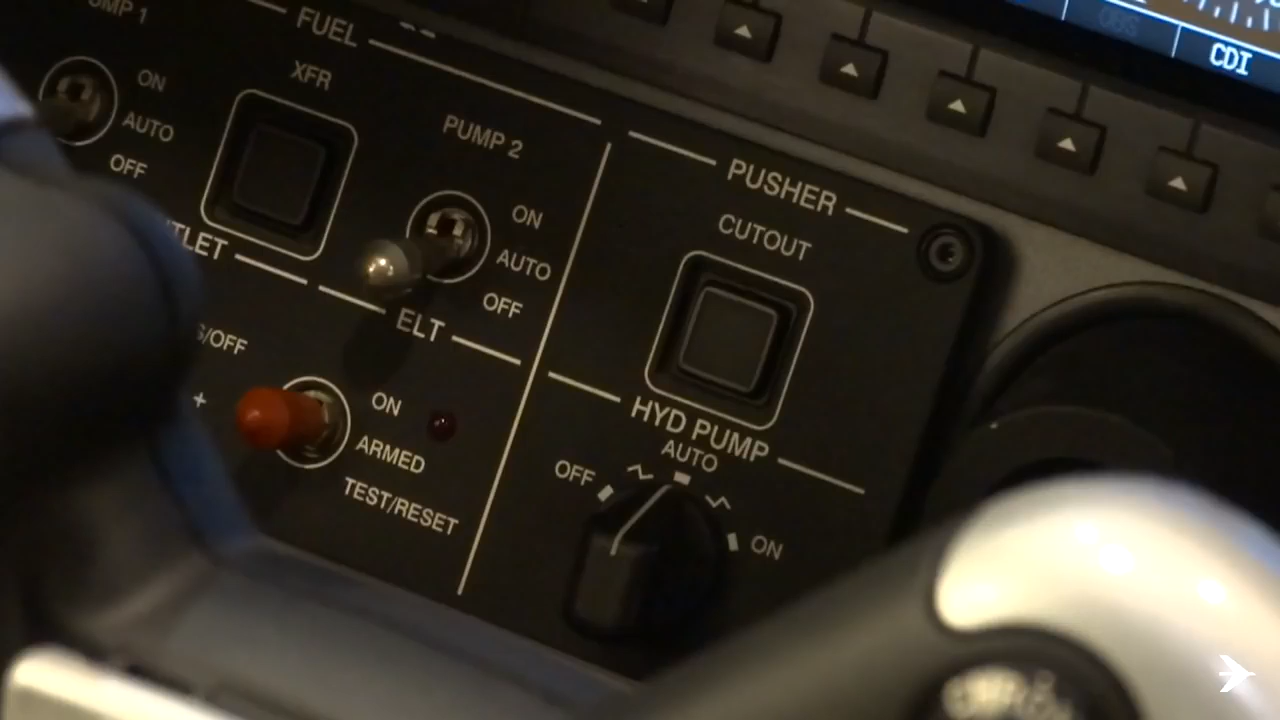 FUEL
XFR
ON
AUTO
OFF
PUMP 2
ON
AUTO
OFF
PUSHER
CUTOUT
ELT
ON
ARMED
TEST/RESET
HYD PUMP
OFF
AUTO
ON
CDI